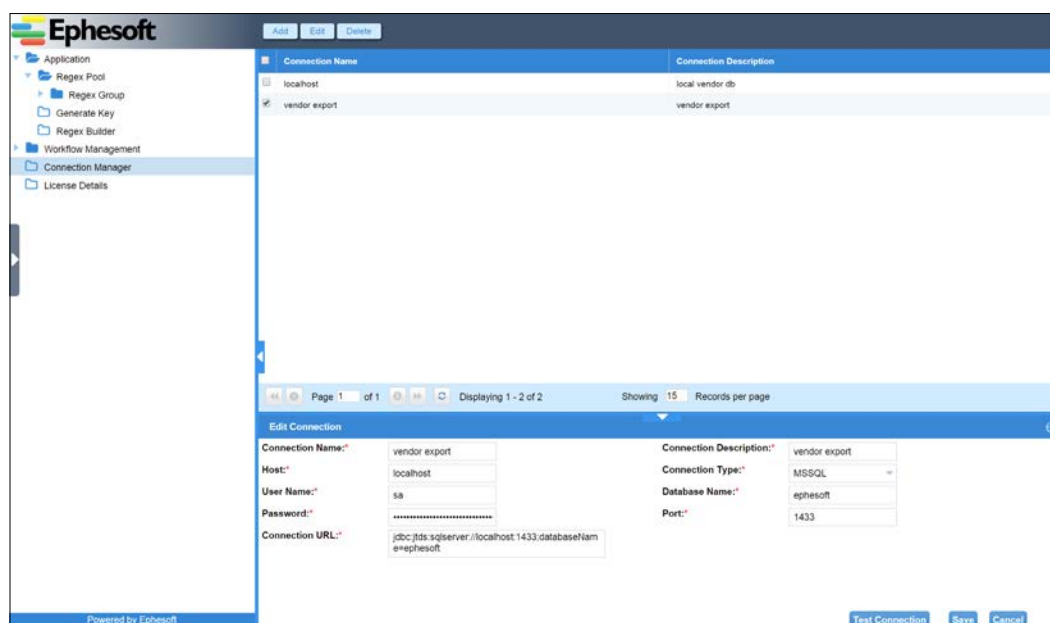 Ephesoft
Add Edit Delete
Application
Regex Pool
Regex Group
Generate Key
Regex Builder
Workflow Management
Connection Manager
License Details
Connection Name Connection Description
localhost local vendor db
vendor export vendor export
Page 1 of 1 Displaying 1 - 2 of 2 Showing 15 Records per page
Edit Connection
Connection Name:* vendor export Connection Description:* vendor export
Host:* localhost Connection Type:* MSSQL
User Name:* sa Database Name:* ephesoft
Password:* •••••••••••••••••••••••••••••• Port:* 1433
Connection URL:* jdbc:jtds:sqlserver://localhost:1433;databaseNam
e=ephesoft
Powered by Ephesoft Test Connection Save Cancel